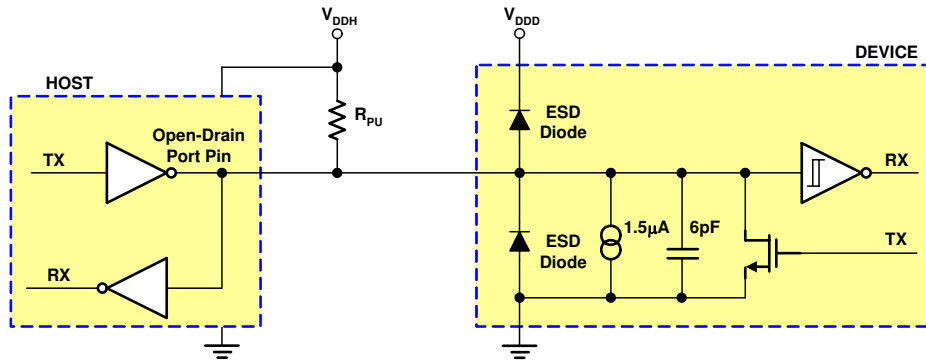 V_DDH
V_DDD
HOST
DEVICE
R_PU
ESD
Diode
Open-Drain
Port Pin
TX
RX
1.5μA
6pF
ESD
Diode
TX
RX